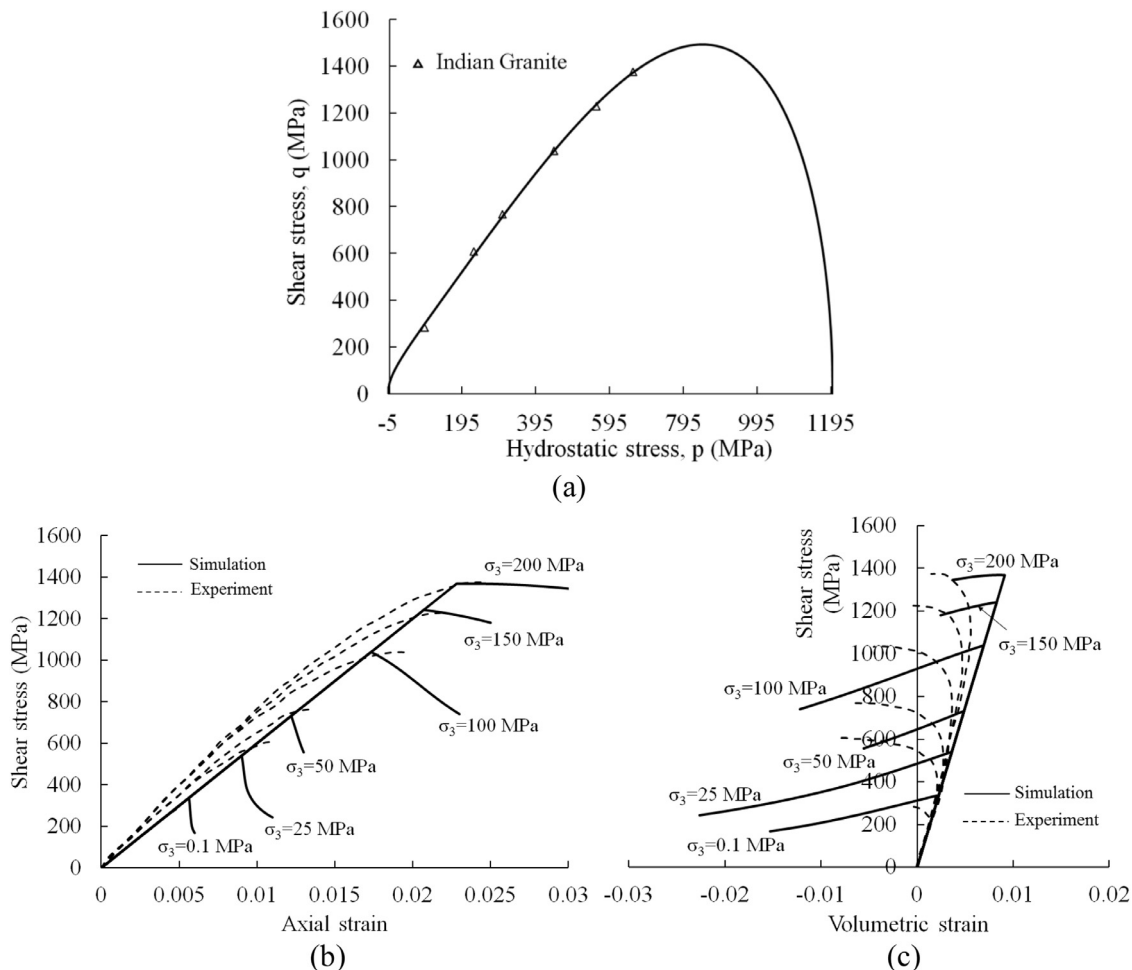 1600
1400
1200
1000
800
600
400
200
0
Shear stress, q (MPa)
Indian Granite
-5 195 395 595 795 995 1195
Hydrostatic stress, p (MPa)
(a)
1600
1400
1200
1000
800
600
400
200
0
Shear stress (MPa)
Simulation
Experiment
σ3=200 MPa
σ3=150 MPa
σ3=100 MPa
σ3=50 MPa
σ3=25 MPa
σ3=0.1 MPa
0 0.005 0.01 0.015 0.02 0.025 0.03
Axial strain
(b)
1600
1400
1200
1000
800
600
400
200
0
Shear stress
(MPa)
σ3=200 MPa
σ3=150 MPa
σ3=100 MPa
σ3=50 MPa
σ3=25 MPa
σ3=0.1 MPa
Simulation
Experiment
-0.03 -0.02 -0.01 0 0.01 0.02
Volumetric strain
(c)